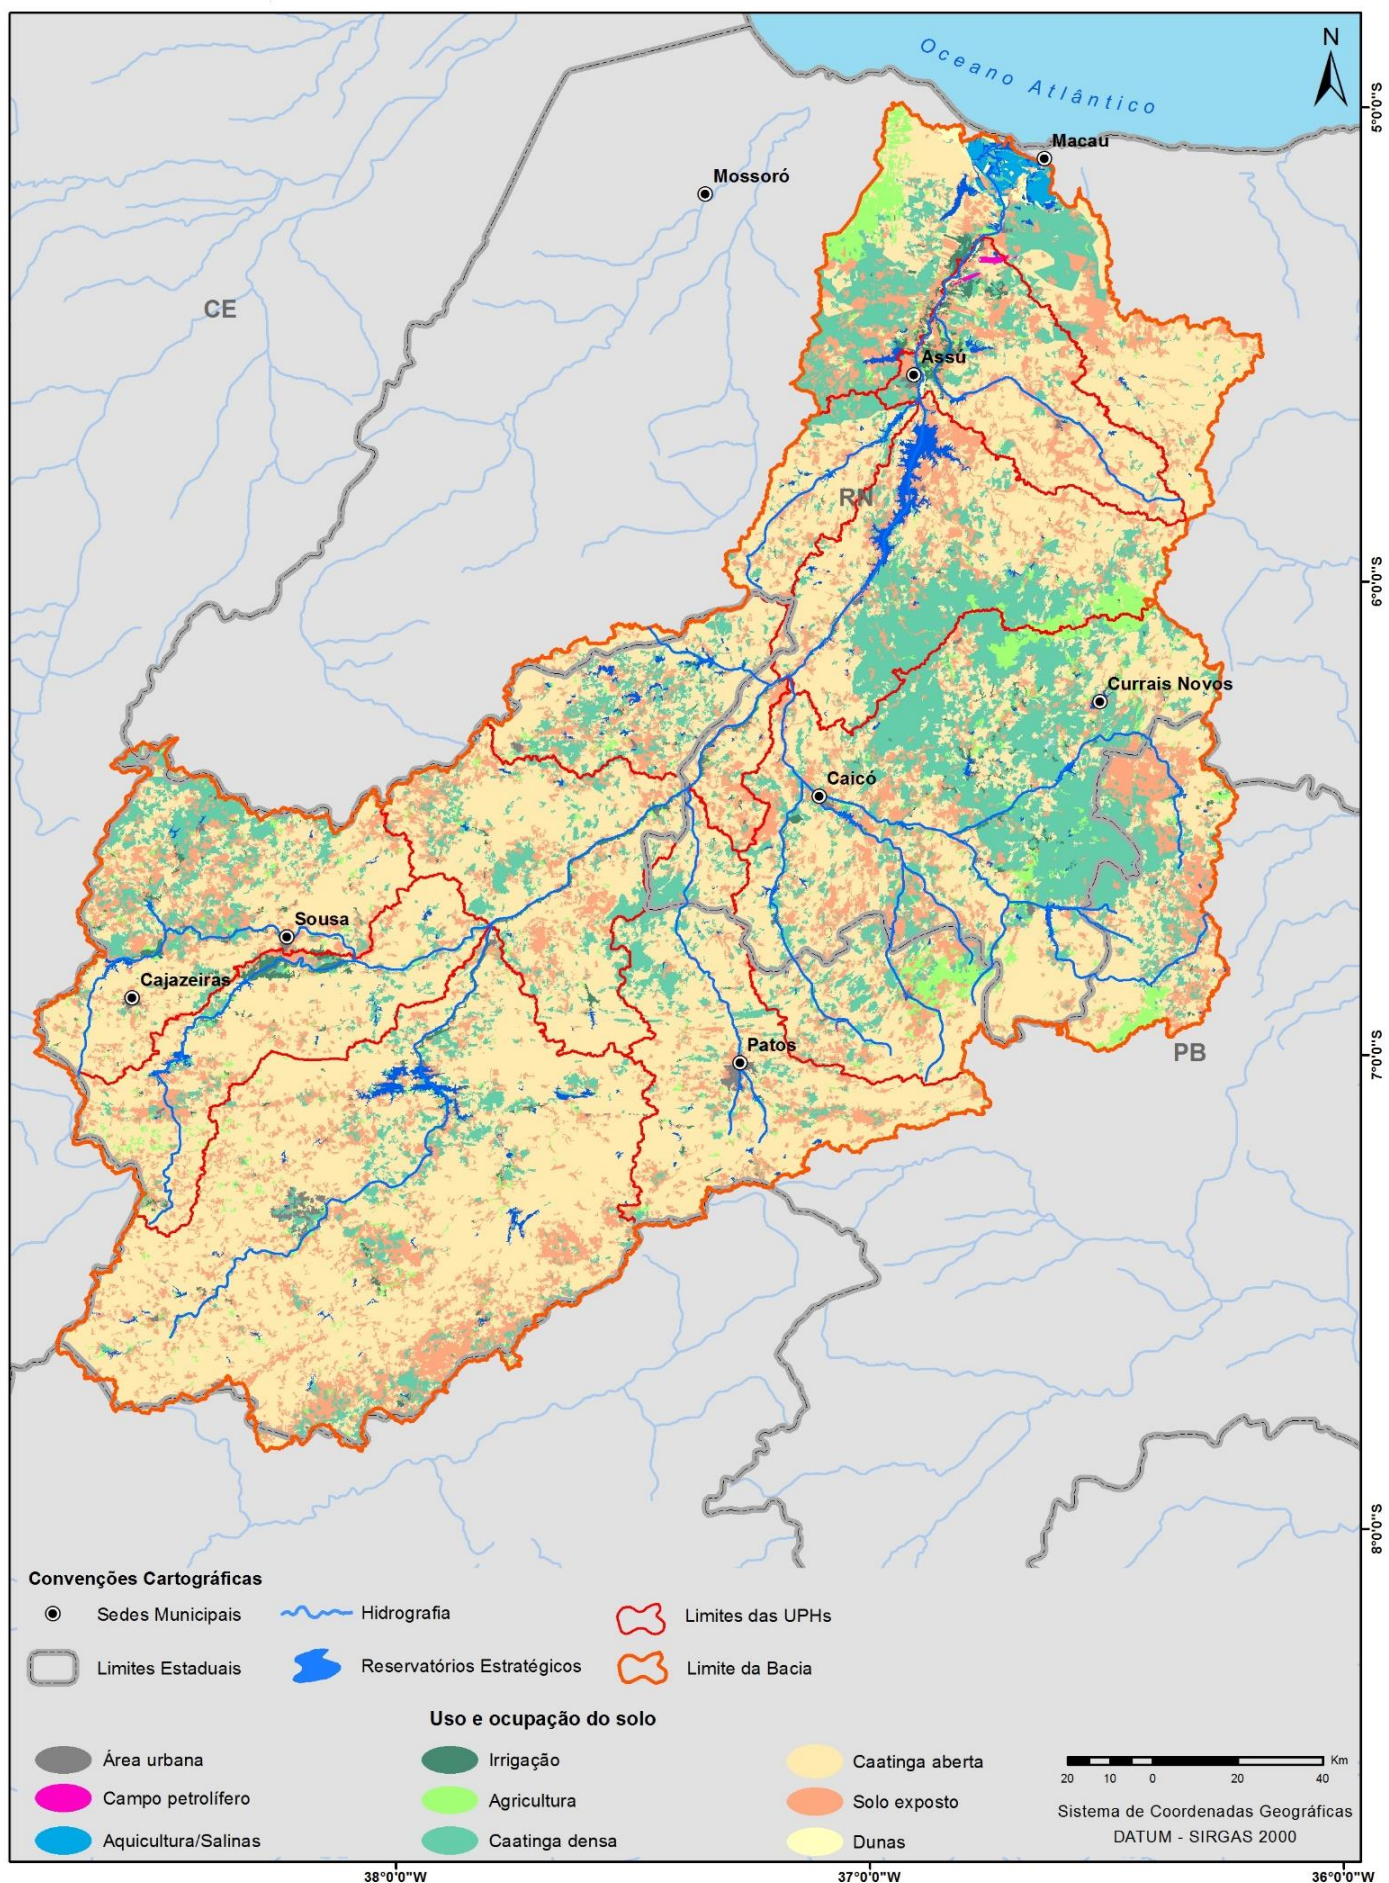 N
Oceano Atlântico
5°0'0"S
Macau
Mossoró
CE
Assú
RN
6°0'0"S
Currais Novos
Caicó
Sousa
Cajazeiras
Patos
PB
7°0'0"S
8°0'0"S
Convenções Cartográficas
Sedes Municipais
Hidrografia
Limites das UPHs
Limites Estaduais
Reservatórios Estratégicos
Limite da Bacia
Uso e ocupação do solo
Área urbana
Irrigação
Caatinga aberta
Campo petrolífero
Agricultura
Solo exposto
Aquicultura/Salinas
Caatinga densa
Dunas
Km
20 10 0 20 40
Sistema de Coordenadas Geográficas
DATUM - SIRGAS 2000
38°0'0"W 37°0'0"W 36°0'0"W